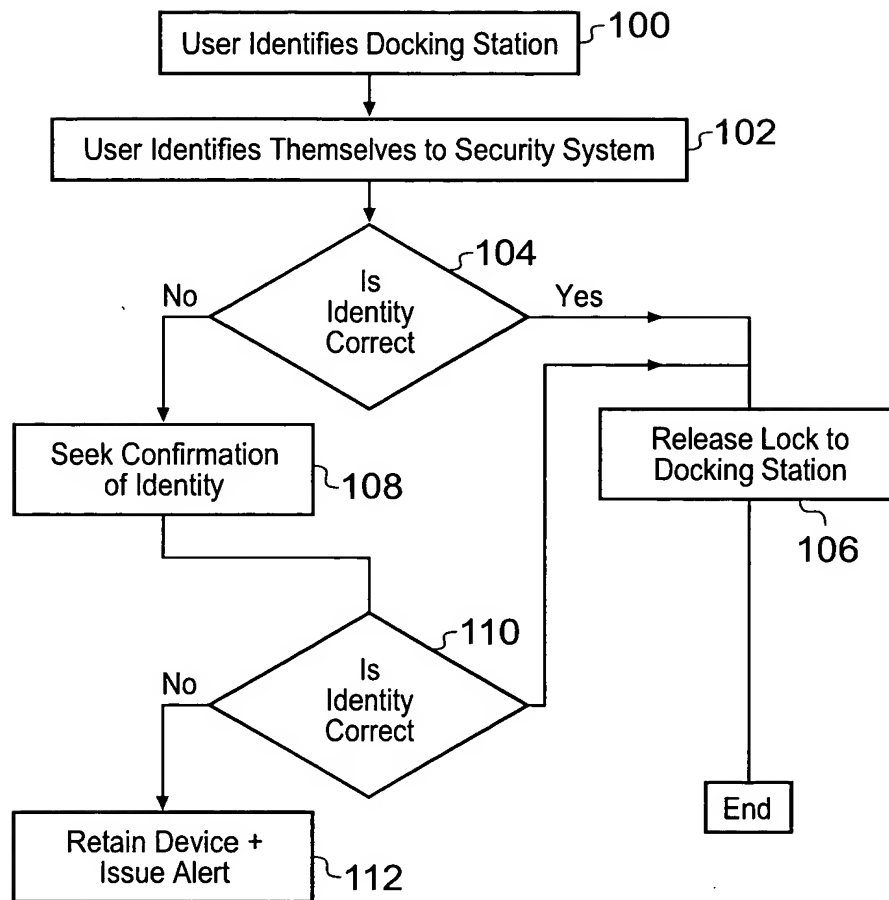 User Identifies Docking Station
100
User Identifies Themselves to Security System
102
104
Is
Identity
Correct
No
Yes
Seek Confirmation
of Identity
108
Release Lock to
Docking Station
106
110
Is
Identity
Correct
No
Retain Device +
Issue Alert
112
End